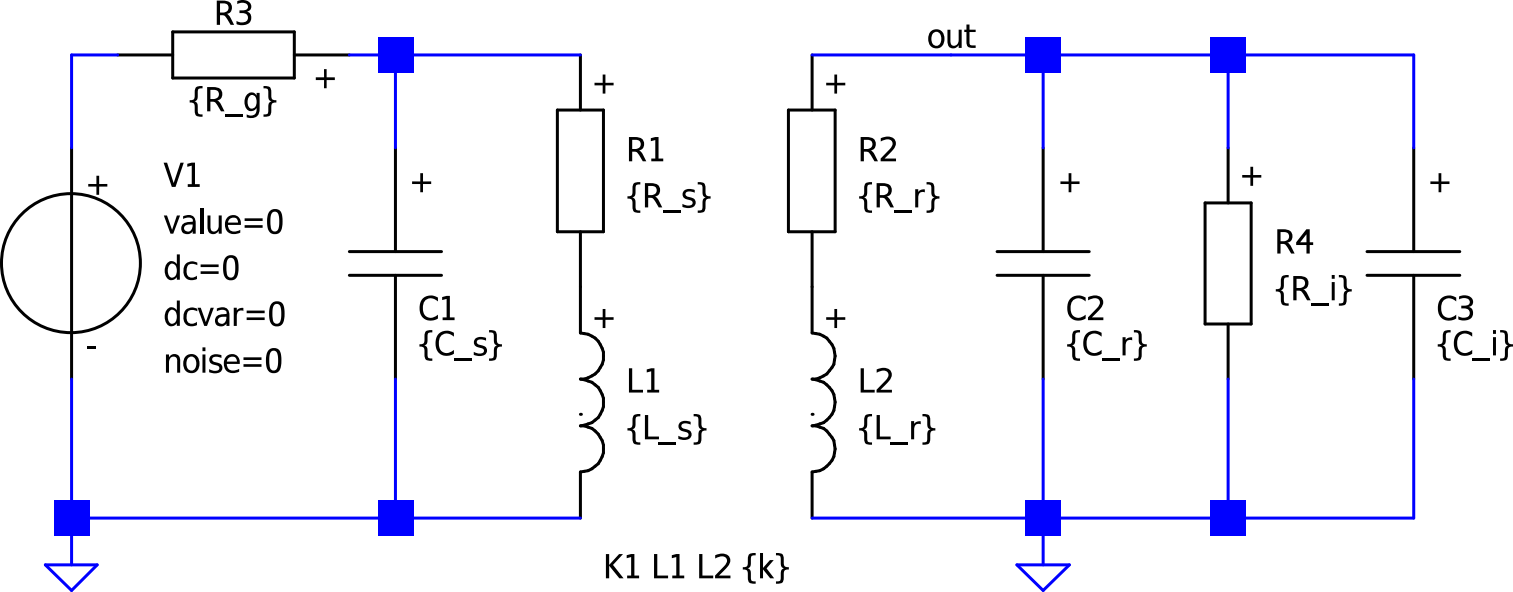 R3
+
{R_g}
V1
+
value=0
dc=0
dcvar=0
noise=0
-
+
C1
{C_s}
+
R1
{R_s}
+
L1
{L_s}
out
+
R2
{R_r}
+
L2
{L_r}
+
C2
{C_r}
+
R4
{R_i}
+
C3
{C_i}
K1 L1 L2 {k}